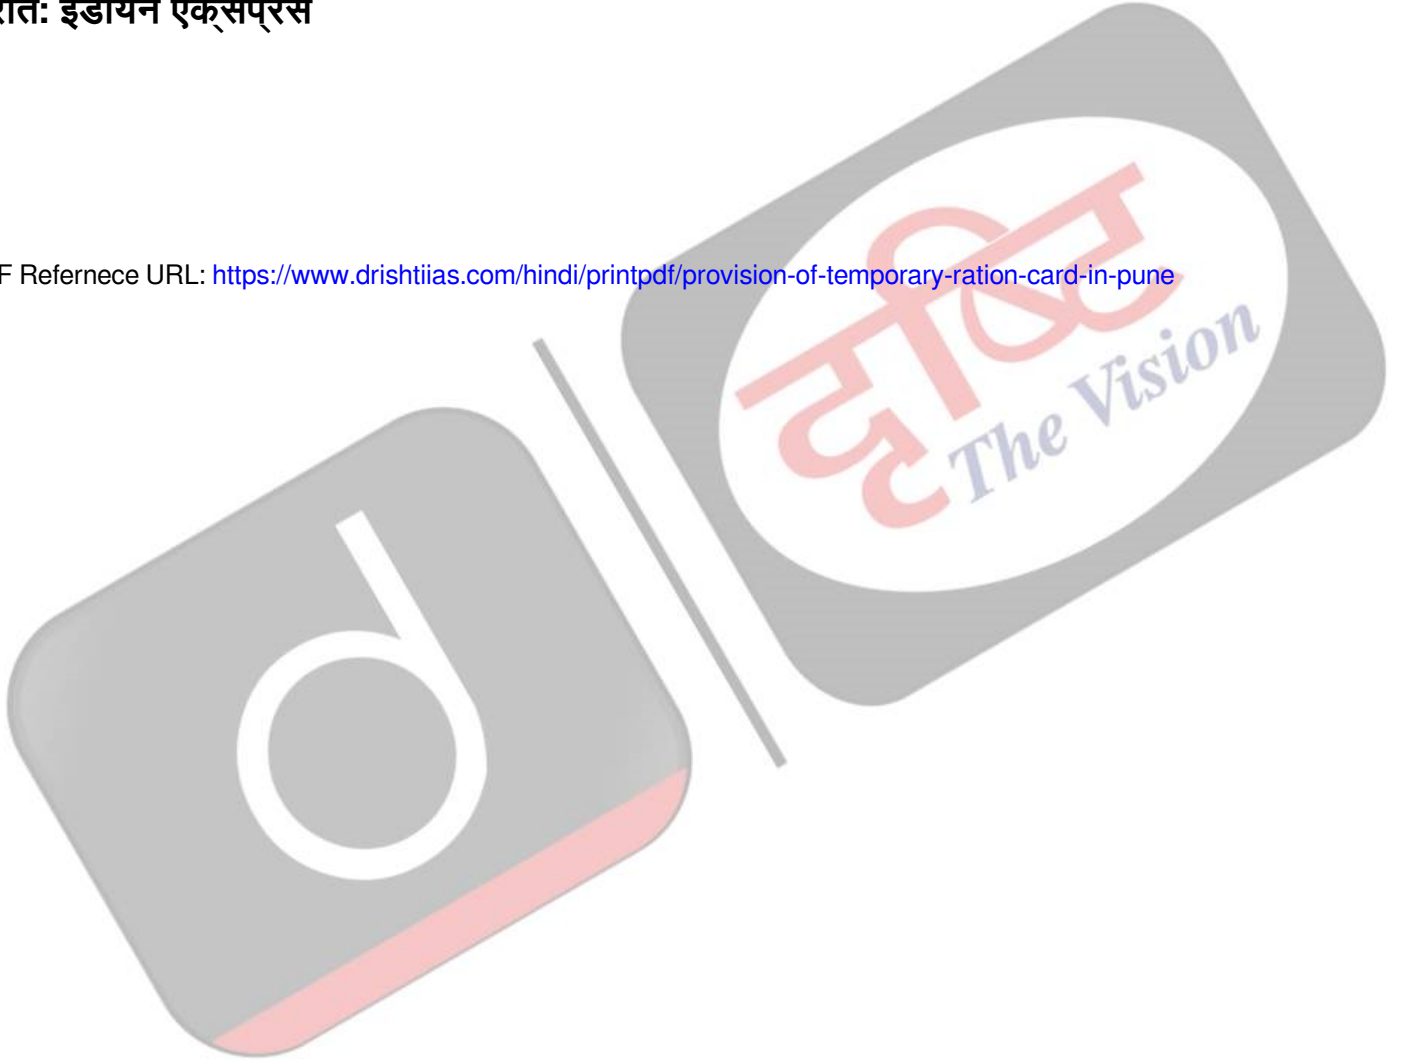 रोत: इंडियन एक्सप्रेस
F Refernece URL: https://www.drishtiias.com/hindi/printpdf/provision-of-temporary-ration-card-in-pune
दृष्टि
The Vision
d